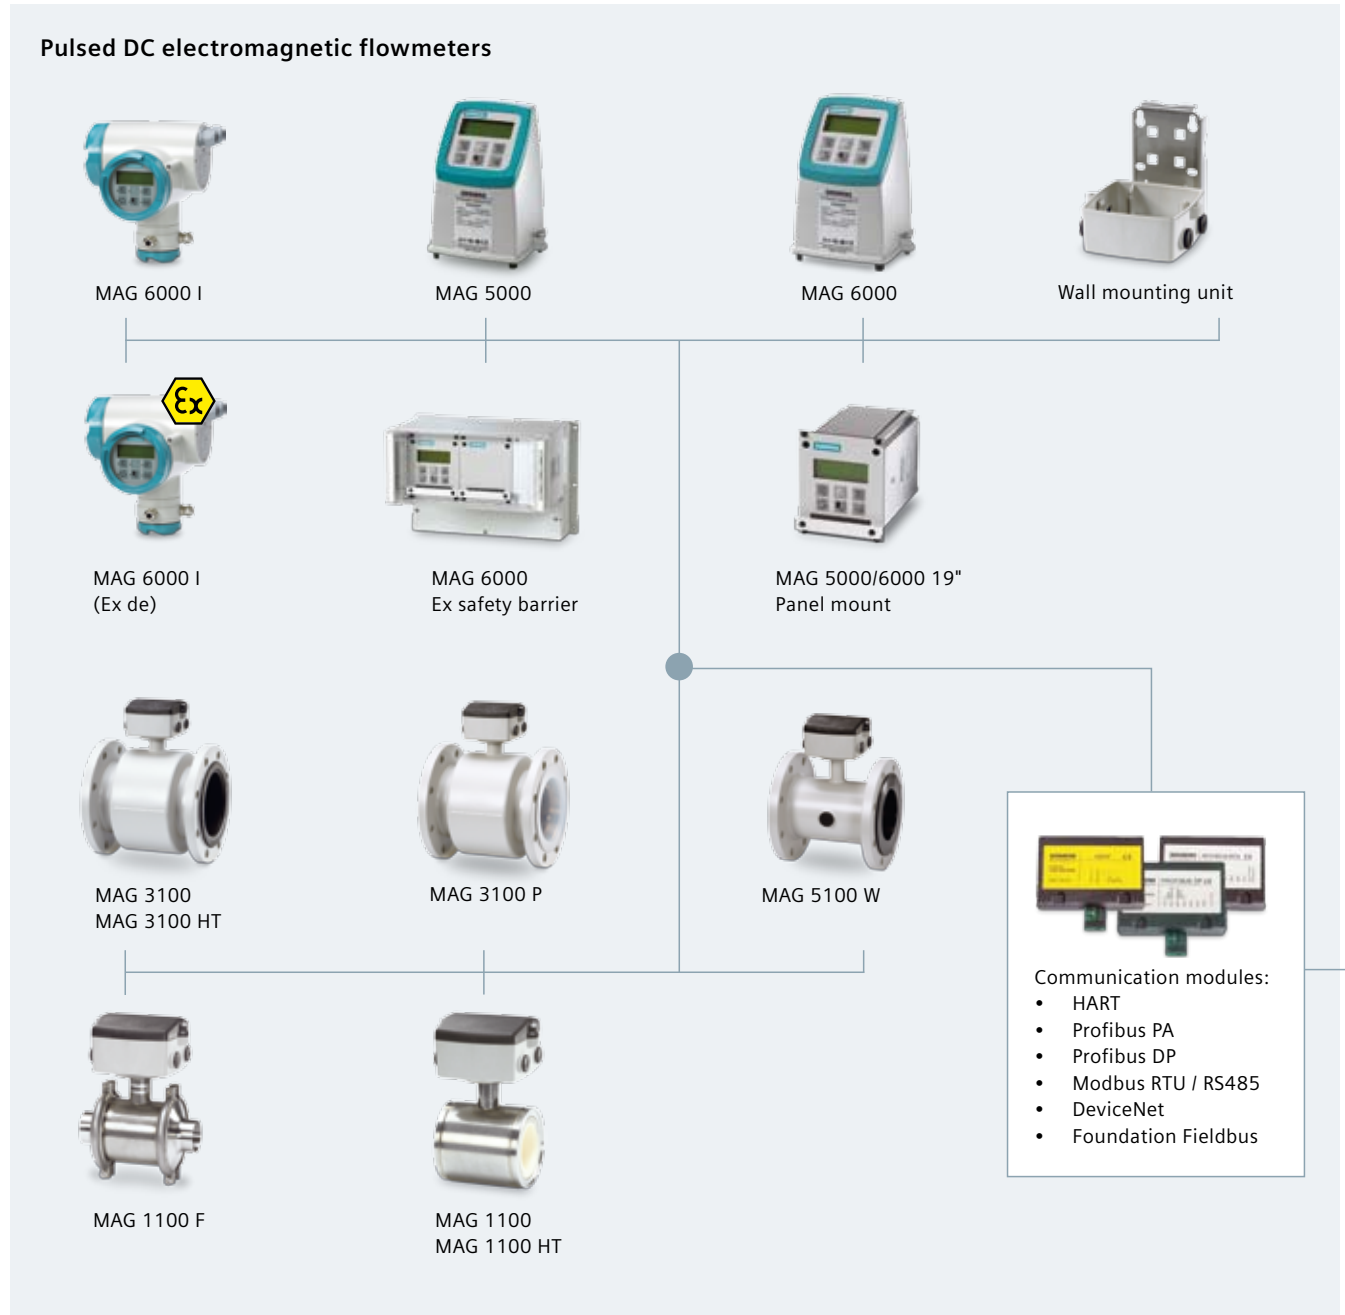 Pulsed DC electromagnetic flowmeters
MAG 6000 I
MAG 5000
MAG 6000
Wall mounting unit
Ex
MAG 6000 I
(Ex de)
MAG 6000
Ex safety barrier
MAG 5000/6000 19"
Panel mount
MAG 3100
MAG 3100 HT
MAG 3100 P
MAG 5100 W
Communication modules:
• HART
• Profibus PA
• Profibus DP
• Modbus RTU / RS485
• DeviceNet
• Foundation Fieldbus
MAG 1100 F
MAG 1100
MAG 1100 HT